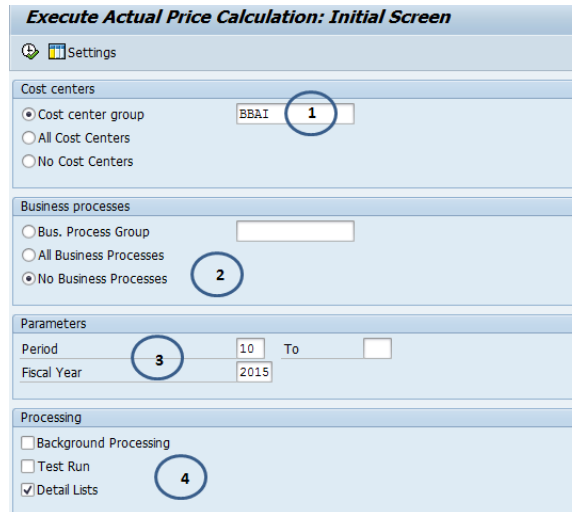 Execute Actual Price Calculation: Initial Screen
Settings
Cost centers
Cost center group BBAI 1
All Cost Centers
No Cost Centers
Business processes
Bus. Process Group
All Business Processes
No Business Processes 2
Parameters
Period 3 10 To
Fiscal Year 2015
Processing
Background Processing
Test Run
4
Detail Lists